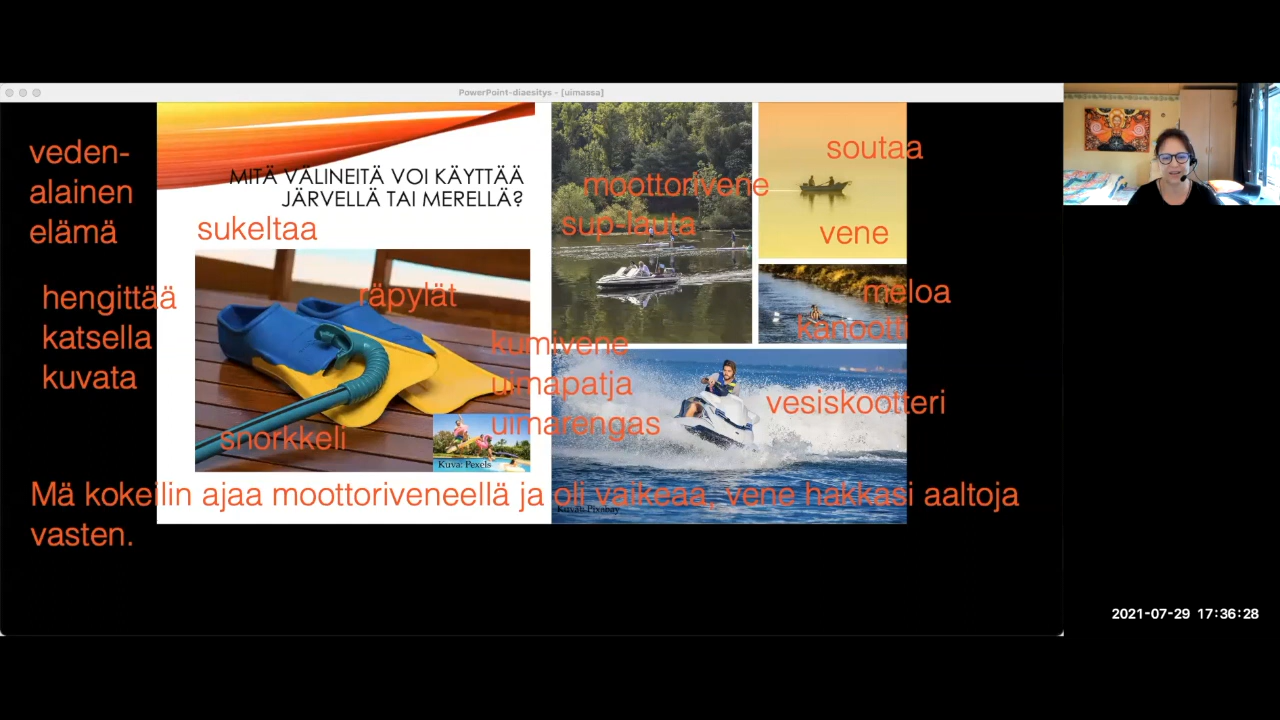 PowerPoint-diaesitys - [uimassa]
MITÄ VÄLINEITÄ VOI KÄYTTÄÄ
JÄRVELLÄ TAI MERELLÄ?
veden-
alainen
elämä
hengittää
katsella
kuvata
sukeltaa
räpylät
snorkkeli
kumivene
uimapatja
uimarengas
Kuva: Pexels
moottorivene
sup-lauta
soutaa
vene
meloa
kanootti
vesiskootteri
Kuvat: Pixabay
Mä kokeilin ajaa moottoriveneellä ja oli vaikeaa, vene hakkasi aaltoja
vasten.
2021-07-29 17:36:28